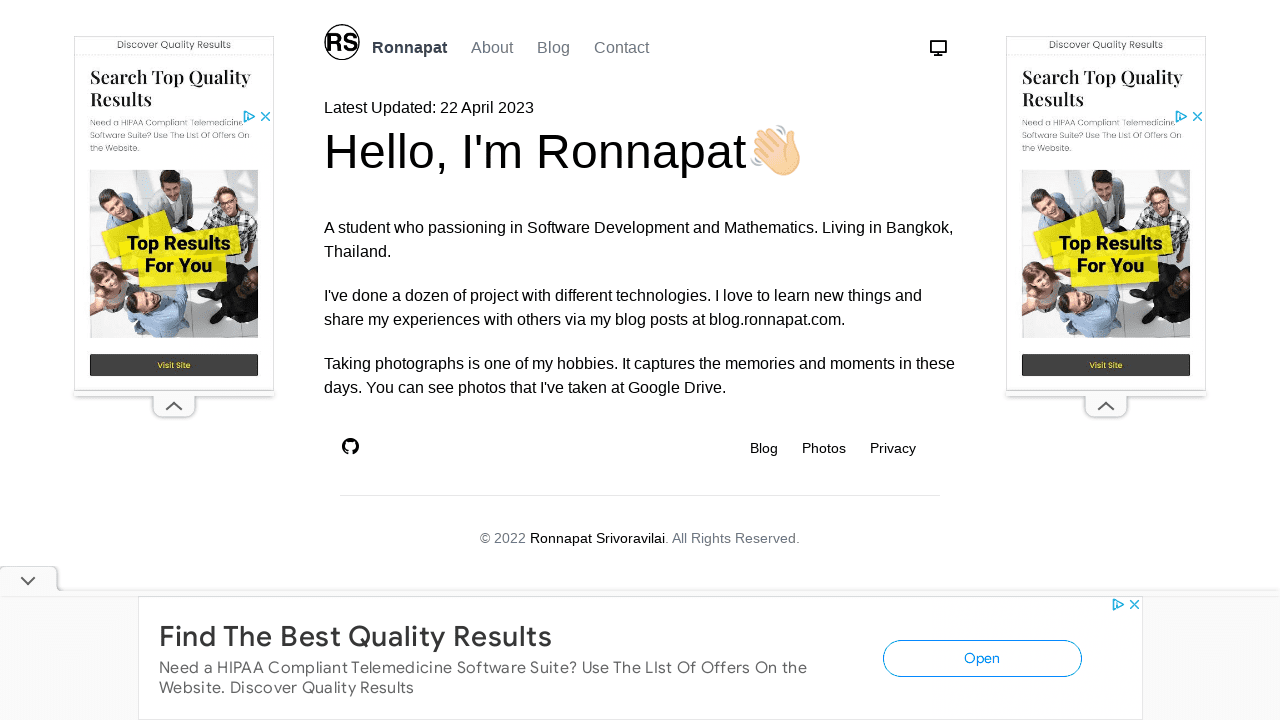 RS Ronnapat About Blog Contact
Latest Updated: 22 April 2023
Hello, I'm Ronnapat👋🏻
A student who passioning in Software Development and Mathematics. Living in Bangkok,
Thailand.
I've done a dozen of project with different technologies. I love to learn new things and
share my experiences with others via my blog posts at blog.ronnapat.com.
Taking photographs is one of my hobbies. It captures the memories and moments in these
days. You can see photos that I've taken at Google Drive.
Blog Photos Privacy
© 2022 Ronnapat Srivoravilai. All Rights Reserved.
Discover Quality Results
Search Top Quality
Results
Need a HIPAA Compliant Telemedicine
Software Suite? Use The LIst Of Offers On
the Website.
Top Results
For You
Visit Site
Discover Quality Results
Search Top Quality
Results
Need a HIPAA Compliant Telemedicine
Software Suite? Use The LIst Of Offers On
the Website.
Top Results
For You
Visit Site
Find The Best Quality Results
Need a HIPAA Compliant Telemedicine Software Suite? Use The LIst Of Offers On the
Website. Discover Quality Results
Open